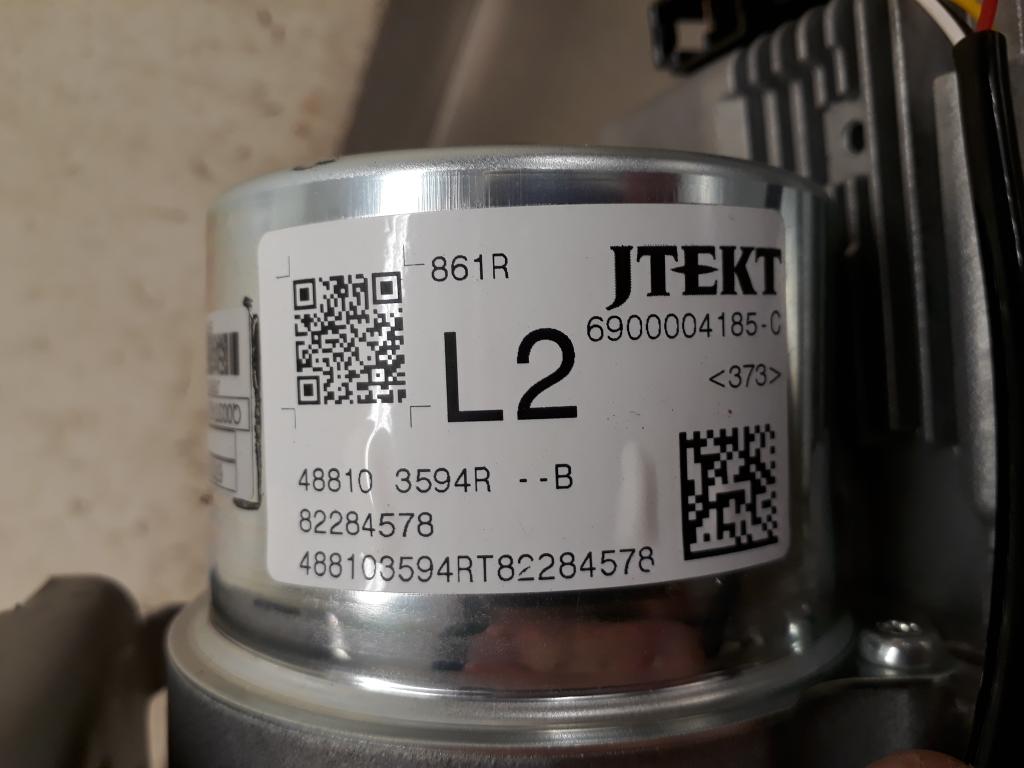 861R
JTEKT
6900004185-C
L2
<373>
48810 3594R --B
82284578
488103594RT82284578